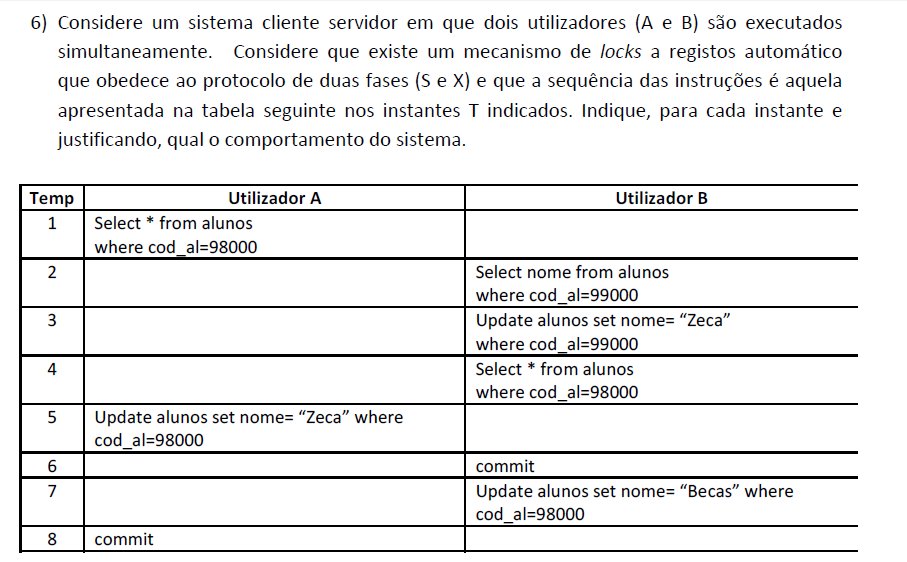 6) Considere um sistema cliente servidor em que dois utilizadores (A e B) são executados
simultaneamente. Considere que existe um mecanismo de locks a registos automático
que obedece ao protocolo de duas fases (S e X) e que a sequência das instruções é aquela
apresentada na tabela seguinte nos instantes T indicados. Indique, para cada instante e
justificando, qual o comportamento do sistema.
Temp Utilizador A Utilizador B
1 Select * from alunos
where cod_al=98000
2 Select nome from alunos
where cod_al=99000
3 Update alunos set nome= “Zeca”
where cod_al=99000
4 Select * from alunos
where cod_al=98000
5 Update alunos set nome= “Zeca” where
cod_al=98000
6 commit
7 Update alunos set nome= “Becas” where
cod_al=98000
8 commit